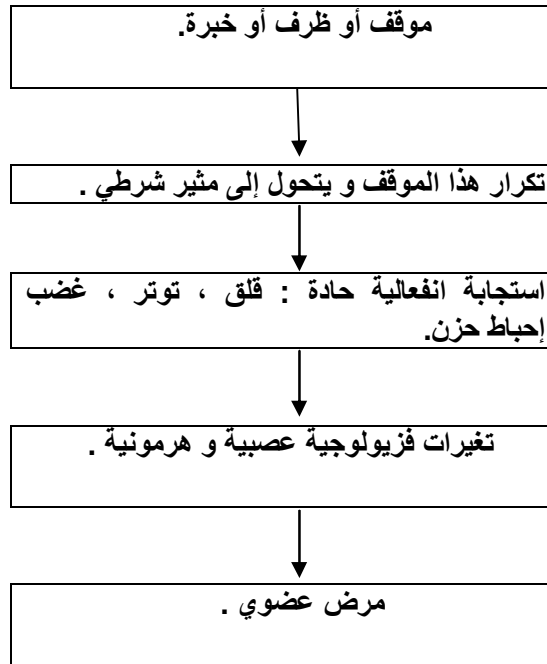 موقف أو ظرف أو خبرة.
تكرار هذا الموقف و يتحول إلى مثير شرطي .
استجابة انفعالية حادة : قلق ، توتر ، غضب
إحباط حزن.
تغيرات فزيولوجية عصبية و هرمونية .
مرض عضوي .